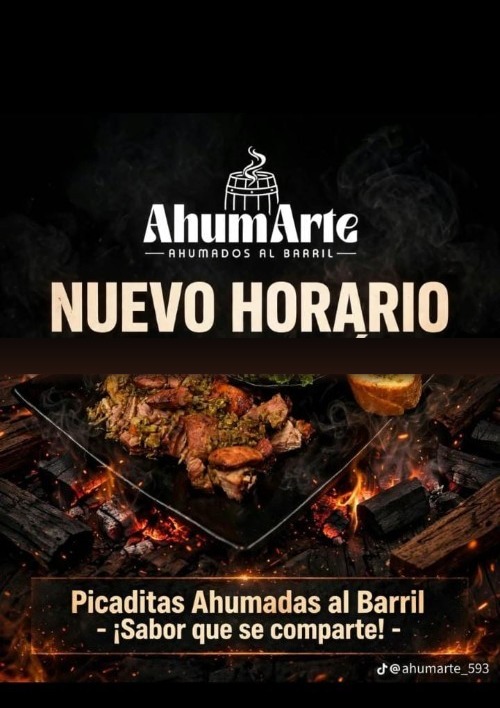 AhumArte
AHUMADOS AL BARRIL
NUEVO HORARIO
Picaditas Ahumadas al Barril
- ¡Sabor que se comparte! -
@ahumarte_593